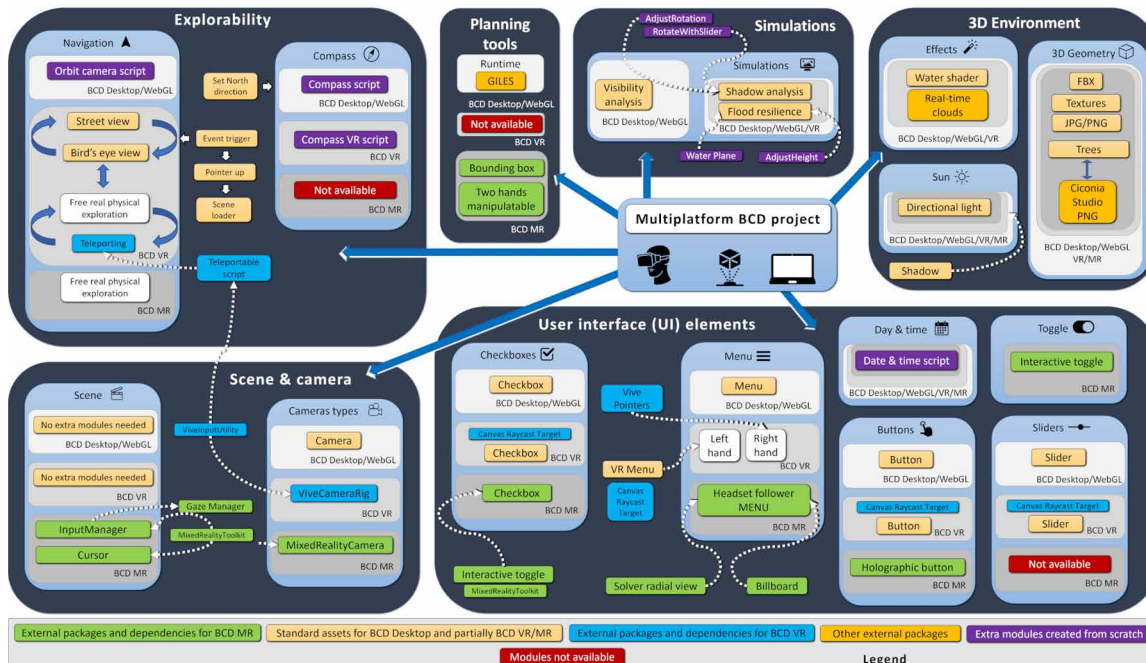 Explorability
Navigation
Orbit camera script
BCD Desktop/WebGL
Street view
Bird's eye view
Free real physical
exploration
Teleporting
BCD VR
Free real physical
exploration
BCD MR
Set North
direction
Event trigger
Pointer up
Scene
loader
Teleportable
script
Compass
Compass script
BCD Desktop/WebGL
Compass VR script
BCD VR
Not available
BCD MR
Planning
tools
Runtime
GILES
BCD Desktop/WebGL
Not available
BCD VR
Bounding box
Two hands
manipulatable
BCD MR
Simulations
AdjustRotation
RotateWithSlider
Visibility
analysis
BCD Desktop/WebGL
Simulations
Shadow analysis
Flood resilience
BCD Desktop/WebGL/VR
Water Plane
AdjustHeight
3D Environment
Effects
Water shader
Real-time
clouds
BCD Desktop/WebGL/VR
Sun
Directional light
BCD Desktop/WebGL/VR/MR
Shadow
3D Geometry
FBX
Textures
JPG/PNG
Trees
Ciconia
Studio
PNG
BCD Desktop/WebGL
VR/MR
Multiplatform BCD project
Scene & camera
Scene
No extra modules needed
BCD Desktop/WebGL
No extra modules needed
BCD VR
InputManager
Cursor
BCD MR
ViveInputUtility
Gaze Manager
MixedRealityToolkit
Cameras types
Camera
BCD Desktop/WebGL
ViveCameraRig
BCD VR
MixedRealityCamera
BCD MR
User interface (UI) elements
Checkboxes
Checkbox
BCD Desktop/WebGL
Canvas Raycast Target
Checkbox
BCD VR
Checkbox
BCD MR
Interactive toggle
MixedRealityToolkit
Vive
Pointers
VR Menu
Canvas
Raycast
Target
Solver radial view
Billboard
Menu
Menu
BCD Desktop/WebGL
Left
hand
Right
hand
BCD VR
Headset follower
MENU
BCD MR
Day & time
Date & time script
BCD Desktop/WebGL/VR/MR
Toggle
Interactive toggle
BCD MR
Buttons
Button
BCD Desktop/WebGL
Canvas Raycast Target
Button
BCD VR
Holographic button
BCD MR
Sliders
Slider
BCD Desktop/WebGL
Canvas Raycast Target
Slider
BCD VR
Not available
BCD MR
External packages and dependencies for BCD MR
Standard assets for BCD Desktop and partially BCD VR/MR
External packages and dependencies for BCD VR
Other external packages
Extra modules created from scratch
Modules not available
Legend